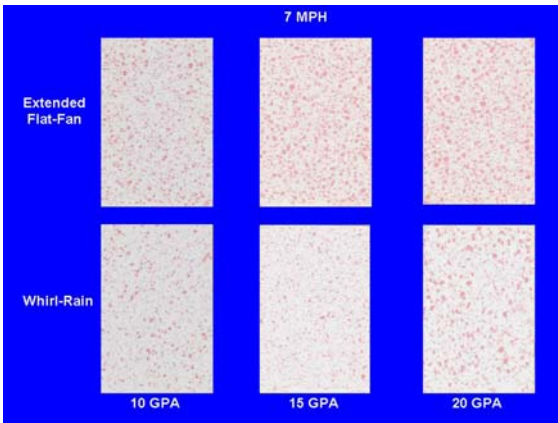 7 MPH
Extended
Flat-Fan
Whirl-Rain
10 GPA
15 GPA
20 GPA